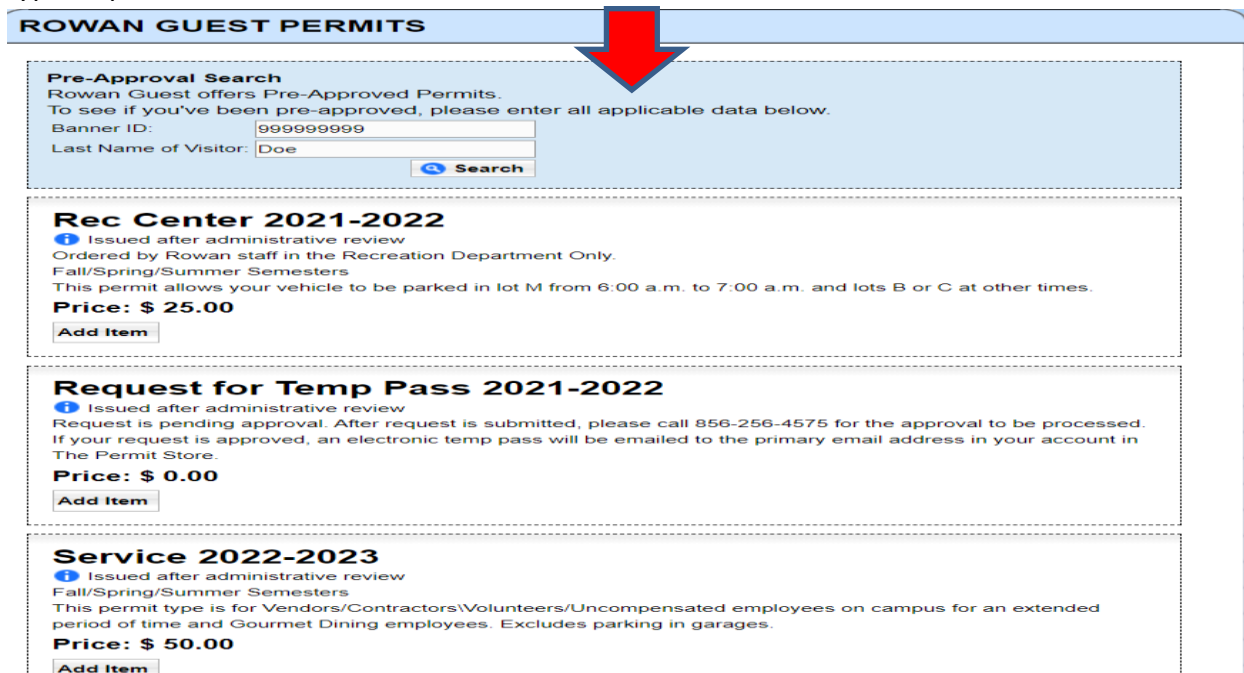 ROWAN GUEST PERMITS
Pre-Approval Search
Rowan Guest offers Pre-Approved Permits.
To see if you've been pre-approved, please enter all applicable data below.
Banner ID: 999999999
Last Name of Visitor: Doe
Search
Rec Center 2021-2022
Issued after administrative review
Ordered by Rowan staff in the Recreation Department Only.
Fall/Spring/Summer Semesters
This permit allows your vehicle to be parked in lot M from 6:00 a.m. to 7:00 a.m. and lots B or C at other times.
Price: $ 25.00
Add Item
Request for Temp Pass 2021-2022
Issued after administrative review
Request is pending approval. After request is submitted, please call 856-256-4575 for the approval to be processed.
If your request is approved, an electronic temp pass will be emailed to the primary email address in your account in
The Permit Store.
Price: $ 0.00
Add Item
Service 2022-2023
Issued after administrative review
Fall/Spring/Summer Semesters
This permit type is for Vendors/Contractors\Volunteers/Uncompensated employees on campus for an extended
period of time and Gourmet Dining employees. Excludes parking in garages.
Price: $ 50.00
Add Item